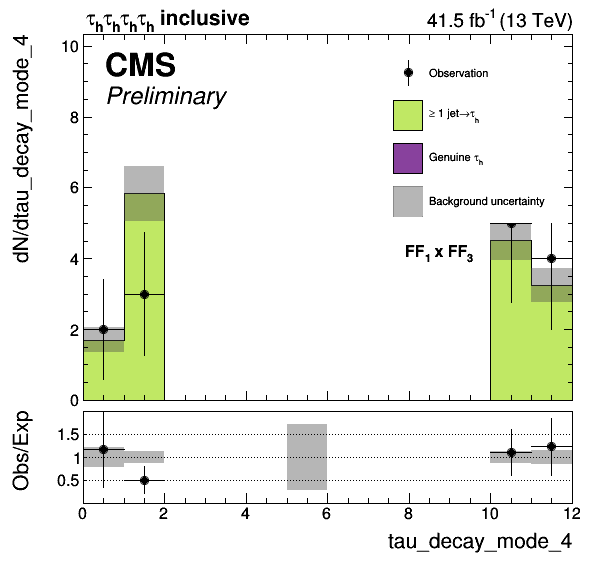 τhτhτhτh inclusive
41.5 fb-1 (13 TeV)
CMS
Preliminary
Observation
≥ 1 jet→τh
Genuine τh
Background uncertainty
FF1 x FF3
dN/dtau_decay_mode_4
10
8
6
4
2
0
Obs/Exp
1.5
1
0.5
0 2 4 6 8 10 12
tau_decay_mode_4